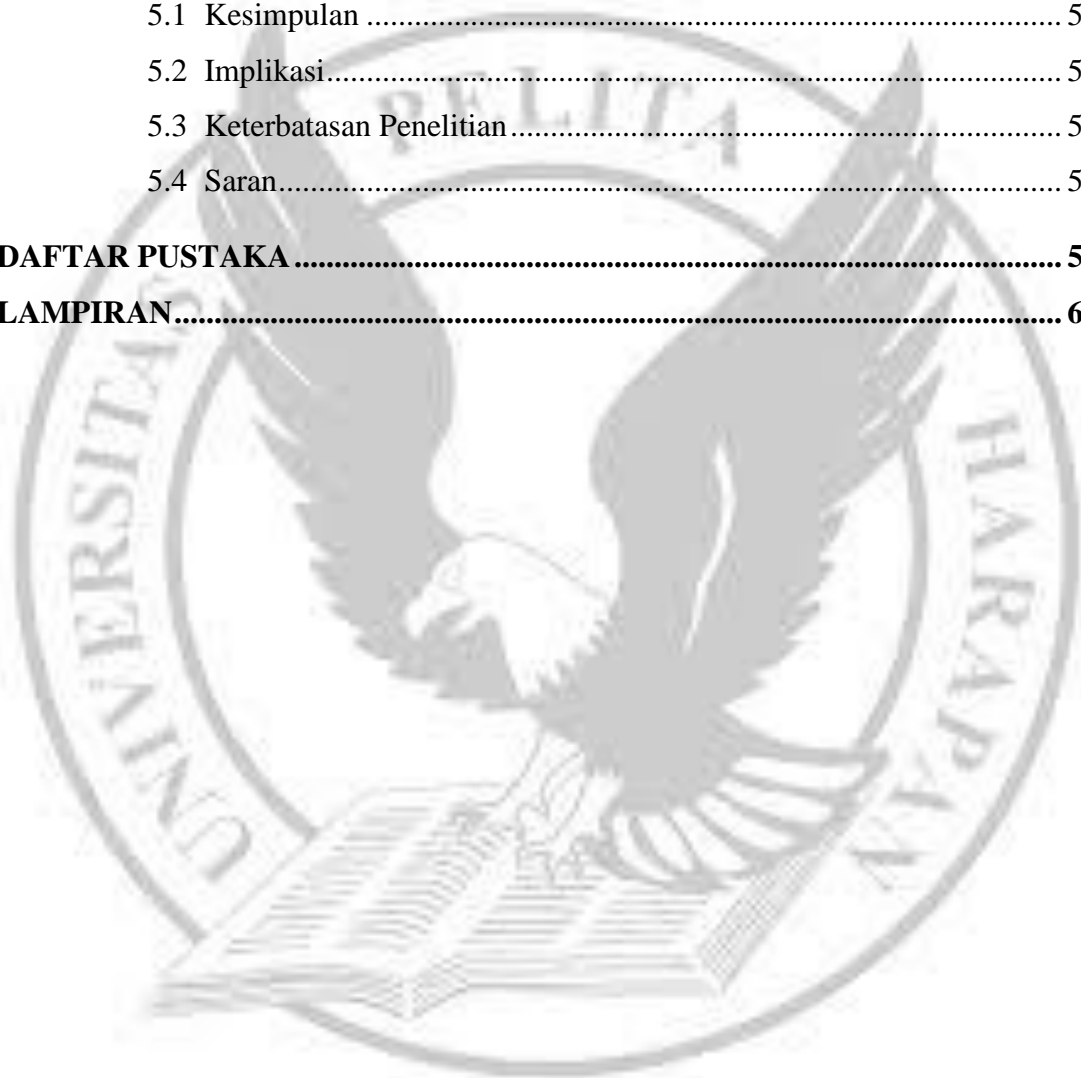 5.1 Kesimpulan ........................................................................................ 5
5.2 Implikasi ............................................................................................ 5
5.3 Keterbatasan Penelitian ..................................................................... 5
5.4 Saran .................................................................................................. 5
DAFTAR PUSTAKA ................................................................................ 5
LAMPIRAN ............................................................................................... 6
UNIVERSITAS PELITA HARAPAN